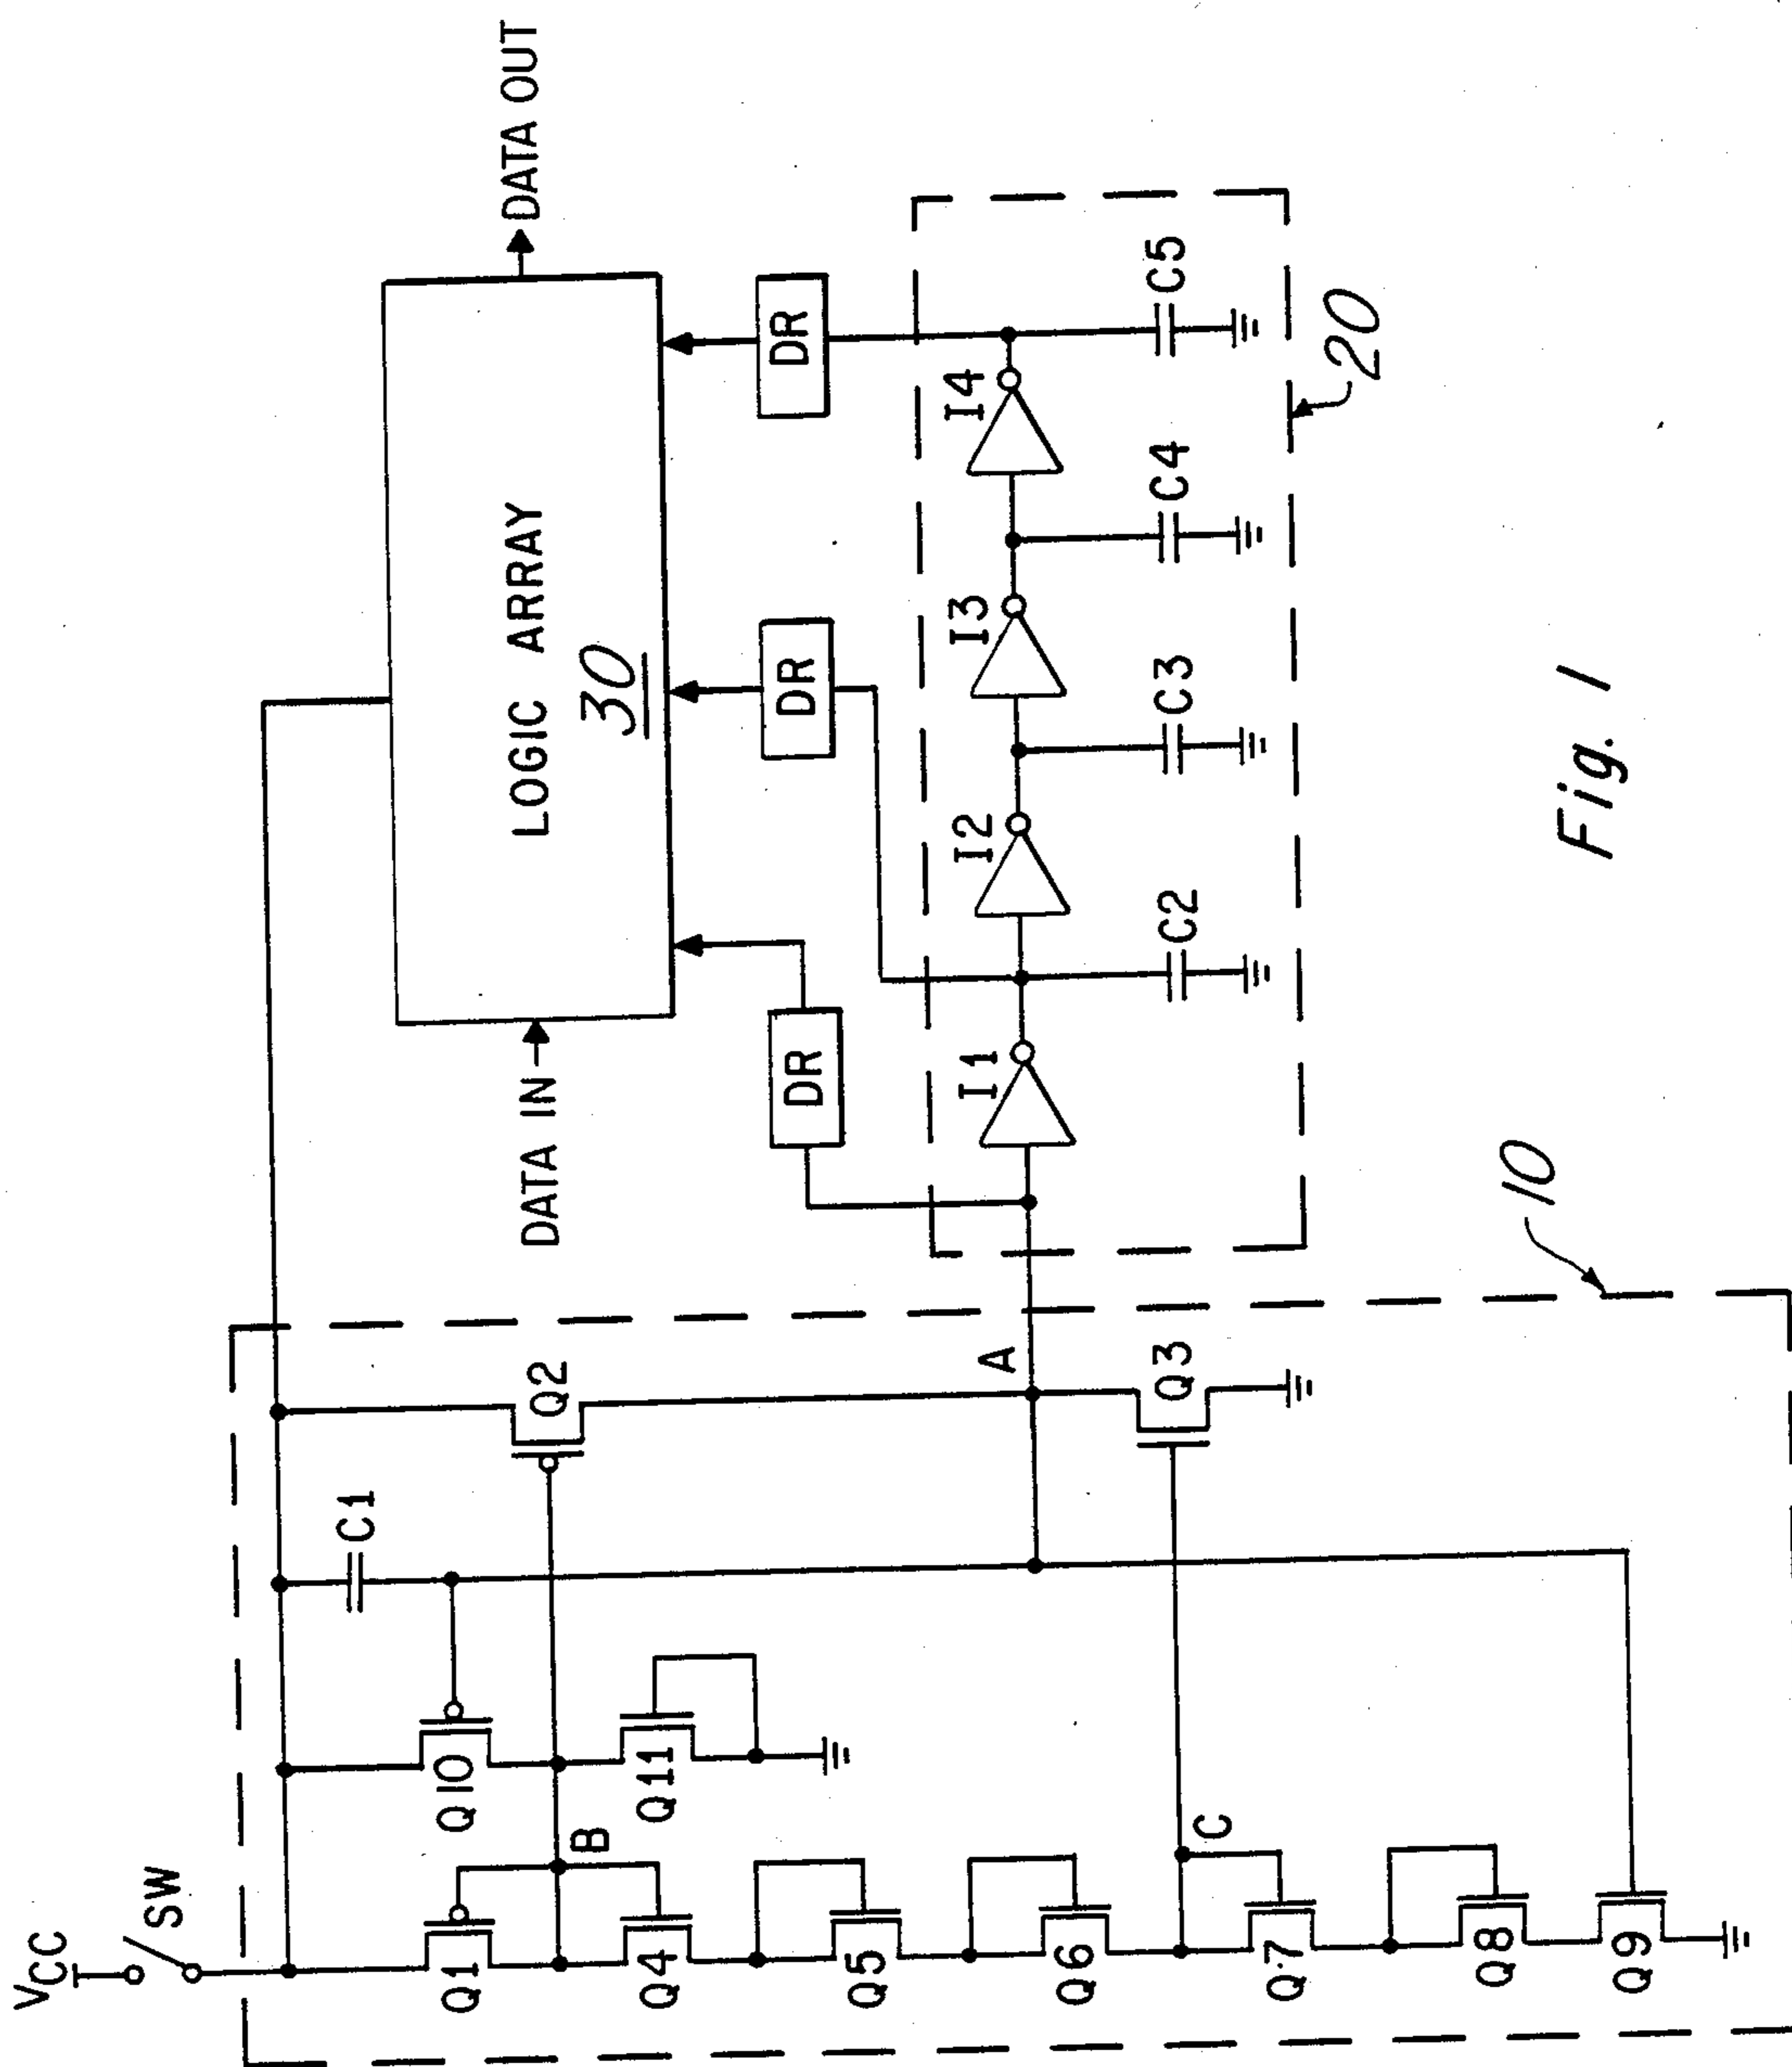 VCC
SW
Q1
Q10
C1
Q2
B
Q4
Q11
Q5
Q6
C
Q7
Q8
Q9
A
Q3
10
DATA IN
LOGIC ARRAY
30
DATA OUT
DR
DR
DR
I1
I2
I3
I4
C2
C3
C4
C5
20
Fig. 1